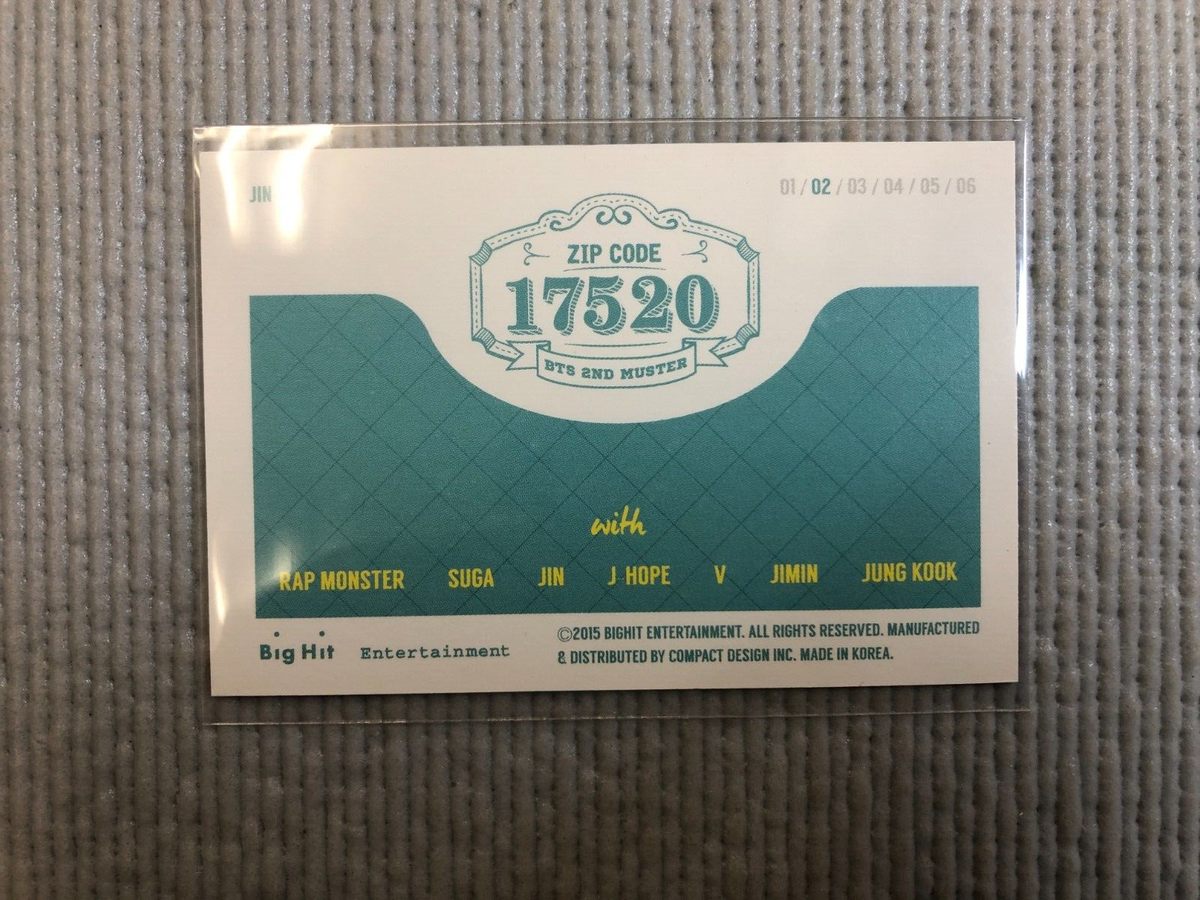 JIN
01 / 02 / 03 / 04 / 05 / 06
ZIP CODE
17520
BTS 2ND MUSTER
with
RAP MONSTER SUGA JIN J HOPE V JIMIN JUNG KOOK
Big Hit Entertainment
©2015 BIGHIT ENTERTAINMENT. ALL RIGHTS RESERVED. MANUFACTURED
& DISTRIBUTED BY COMPACT DESIGN INC. MADE IN KOREA.